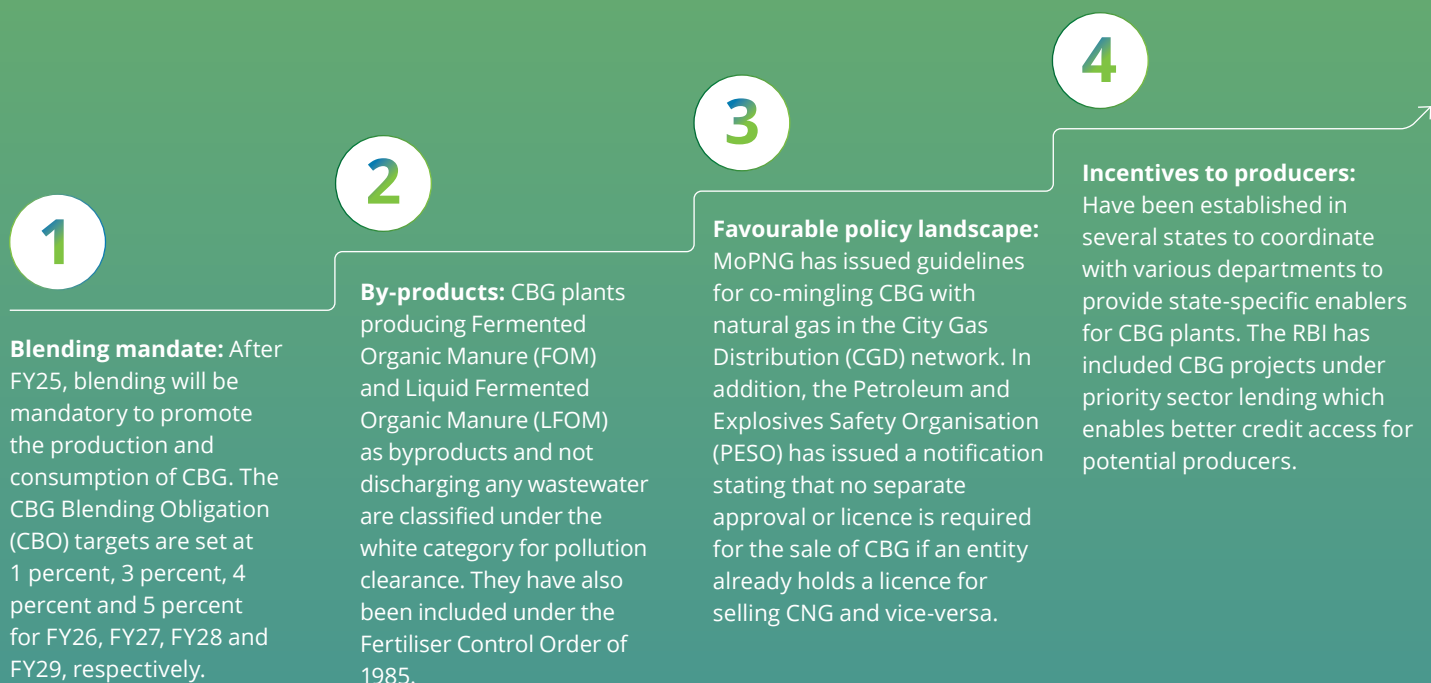 1
Blending mandate: After
FY25, blending will be
mandatory to promote
the production and
consumption of CBG. The
CBG Blending Obligation
(CBO) targets are set at
1 percent, 3 percent, 4
percent and 5 percent
for FY26, FY27, FY28 and
FY29, respectively.
2
By-products: CBG plants
producing Fermented
Organic Manure (FOM)
and Liquid Fermented
Organic Manure (LFOM)
as byproducts and not
discharging any wastewater
are classified under the
white category for pollution
clearance. They have also
been included under the
Fertiliser Control Order of
1985.
3
Favourable policy landscape:
MoPNG has issued guidelines
for co-mingling CBG with
natural gas in the City Gas
Distribution (CGD) network. In
addition, the Petroleum and
Explosives Safety Organisation
(PESO) has issued a notification
stating that no separate
approval or licence is required
for the sale of CBG if an entity
already holds a licence for
selling CNG and vice-versa.
4
Incentives to producers:
Have been established in
several states to coordinate
with various departments to
provide state-specific enablers
for CBG plants. The RBI has
included CBG projects under
priority sector lending which
enables better credit access for
potential producers.